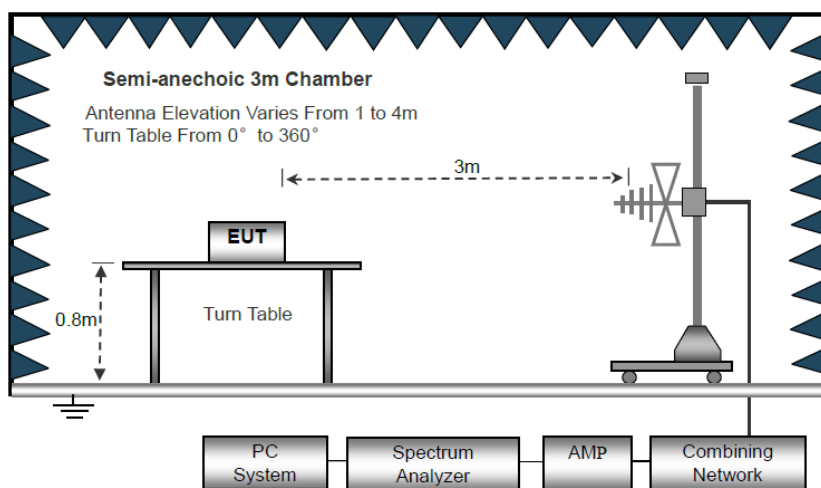 Semi-anechoic 3m Chamber
Antenna Elevation Varies From 1 to 4m
Turn Table From 0° to 360°
3m
EUT
0.8m
Turn Table
PC
System
Spectrum
Analyzer
AMP
Combining
Network